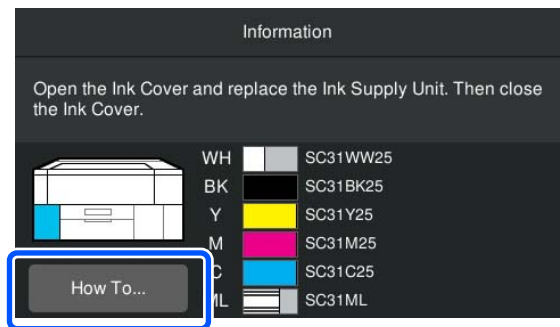 Information
Open the Ink Cover and replace the Ink Supply Unit. Then close
the Ink Cover.
WH SC31WW25
BK SC31BK25
Y SC31Y25
M SC31M25
C SC31C25
ML SC31ML
How To...